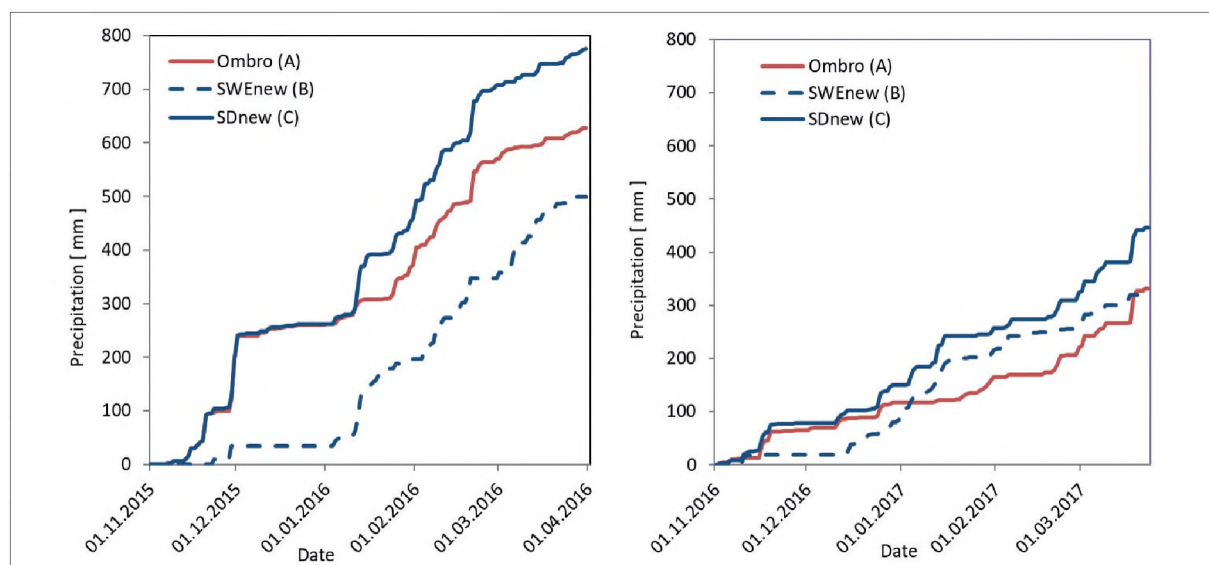 800
700
600
500
400
300
200
100
0
Precipitation [ mm ]
Ombro (A)
SWEnew (B)
SDnew (C)
01.11.2015
01.12.2015
01.01.2016
01.02.2016
01.03.2016
01.04.2016
Date
800
700
600
500
400
300
200
100
0
Precipitation [ mm ]
Ombro (A)
SWEnew (B)
SDnew (C)
01.11.2016
01.12.2016
01.01.2017
01.02.2017
01.03.2017
Date